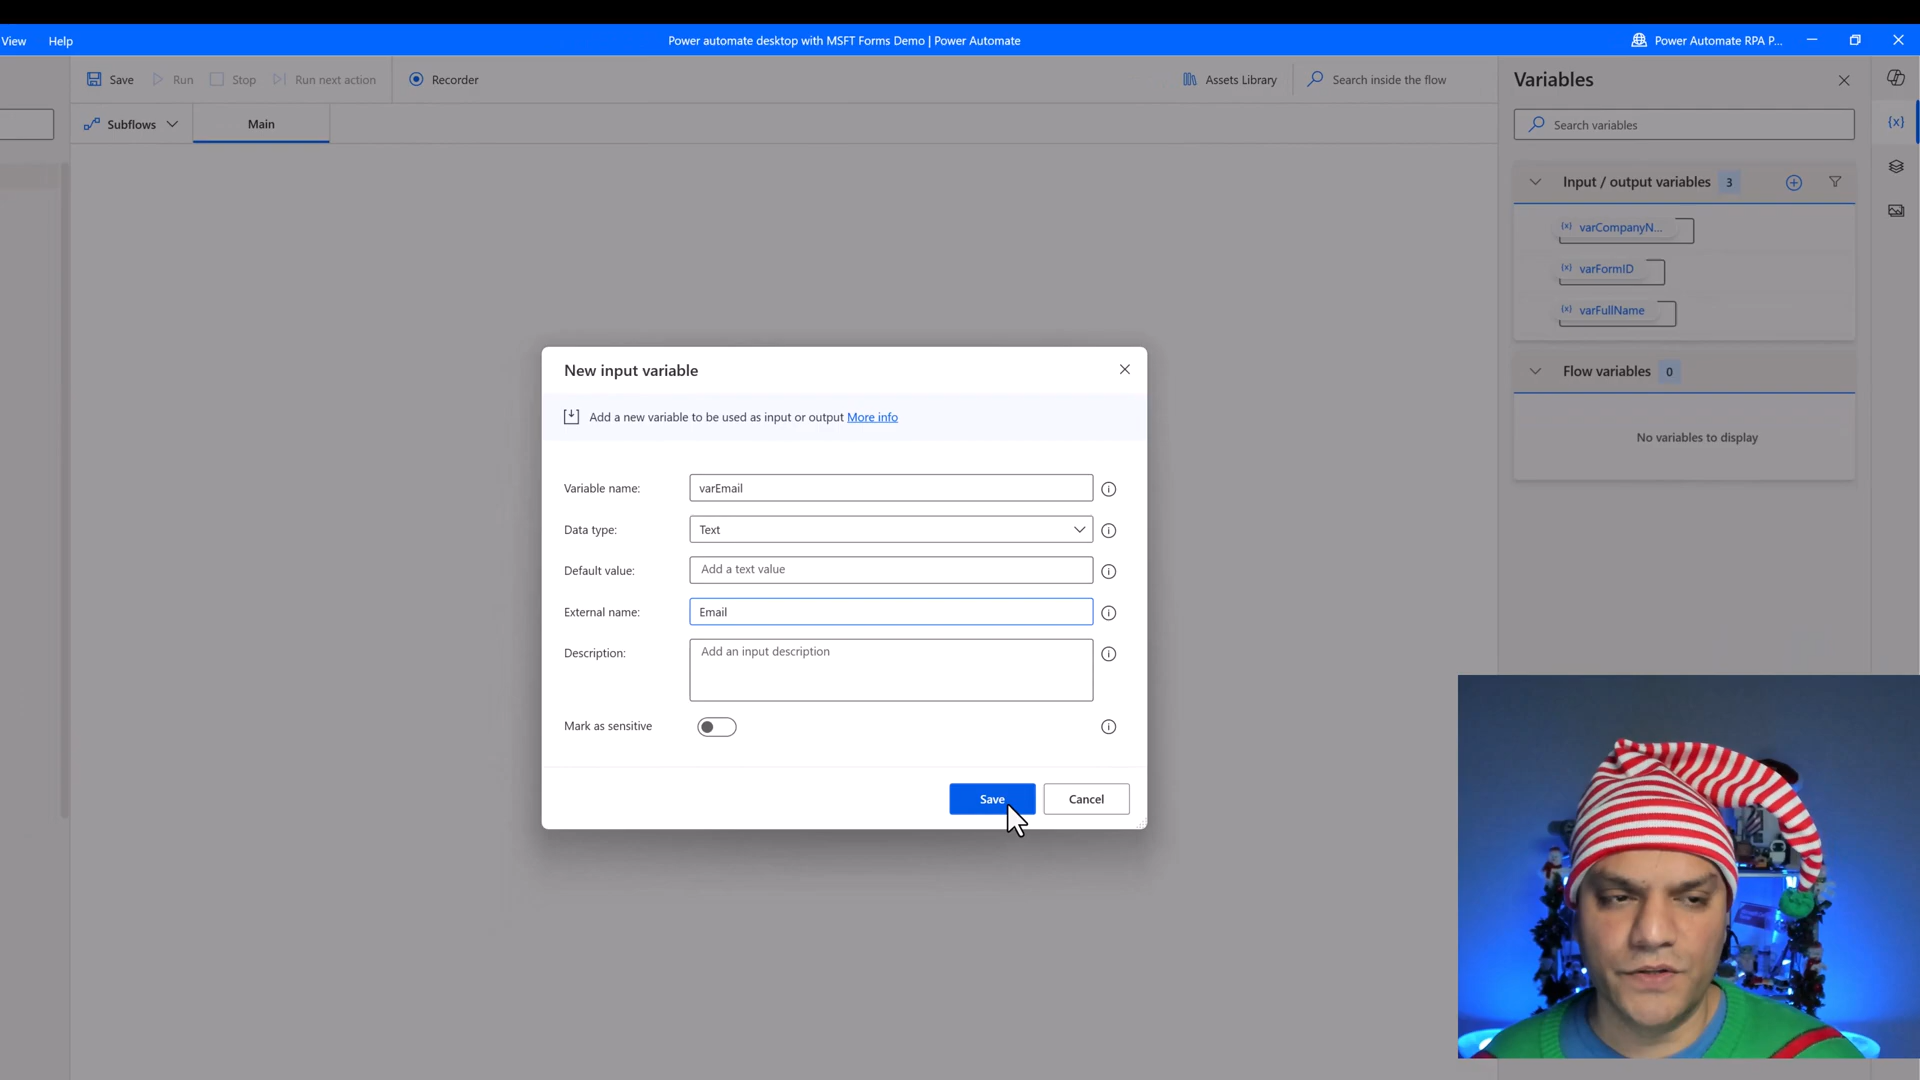 View Help
Power automate desktop with MSFT Forms Demo | Power Automate
Power Automate RPA P...
Save Run Stop Run next action Recorder
Assets Library Search inside the flow
Variables
Subflows Main
Search variables
Input / output variables 3
{x} varCompanyN...
{x} varFormID
{x} varFullName
Flow variables 0
No variables to display
{x}
New input variable
Add a new variable to be used as input or output More info
Variable name: varEmail
Data type: Text
Default value: Add a text value
External name: Email
Description: Add an input description
Mark as sensitive
Save Cancel